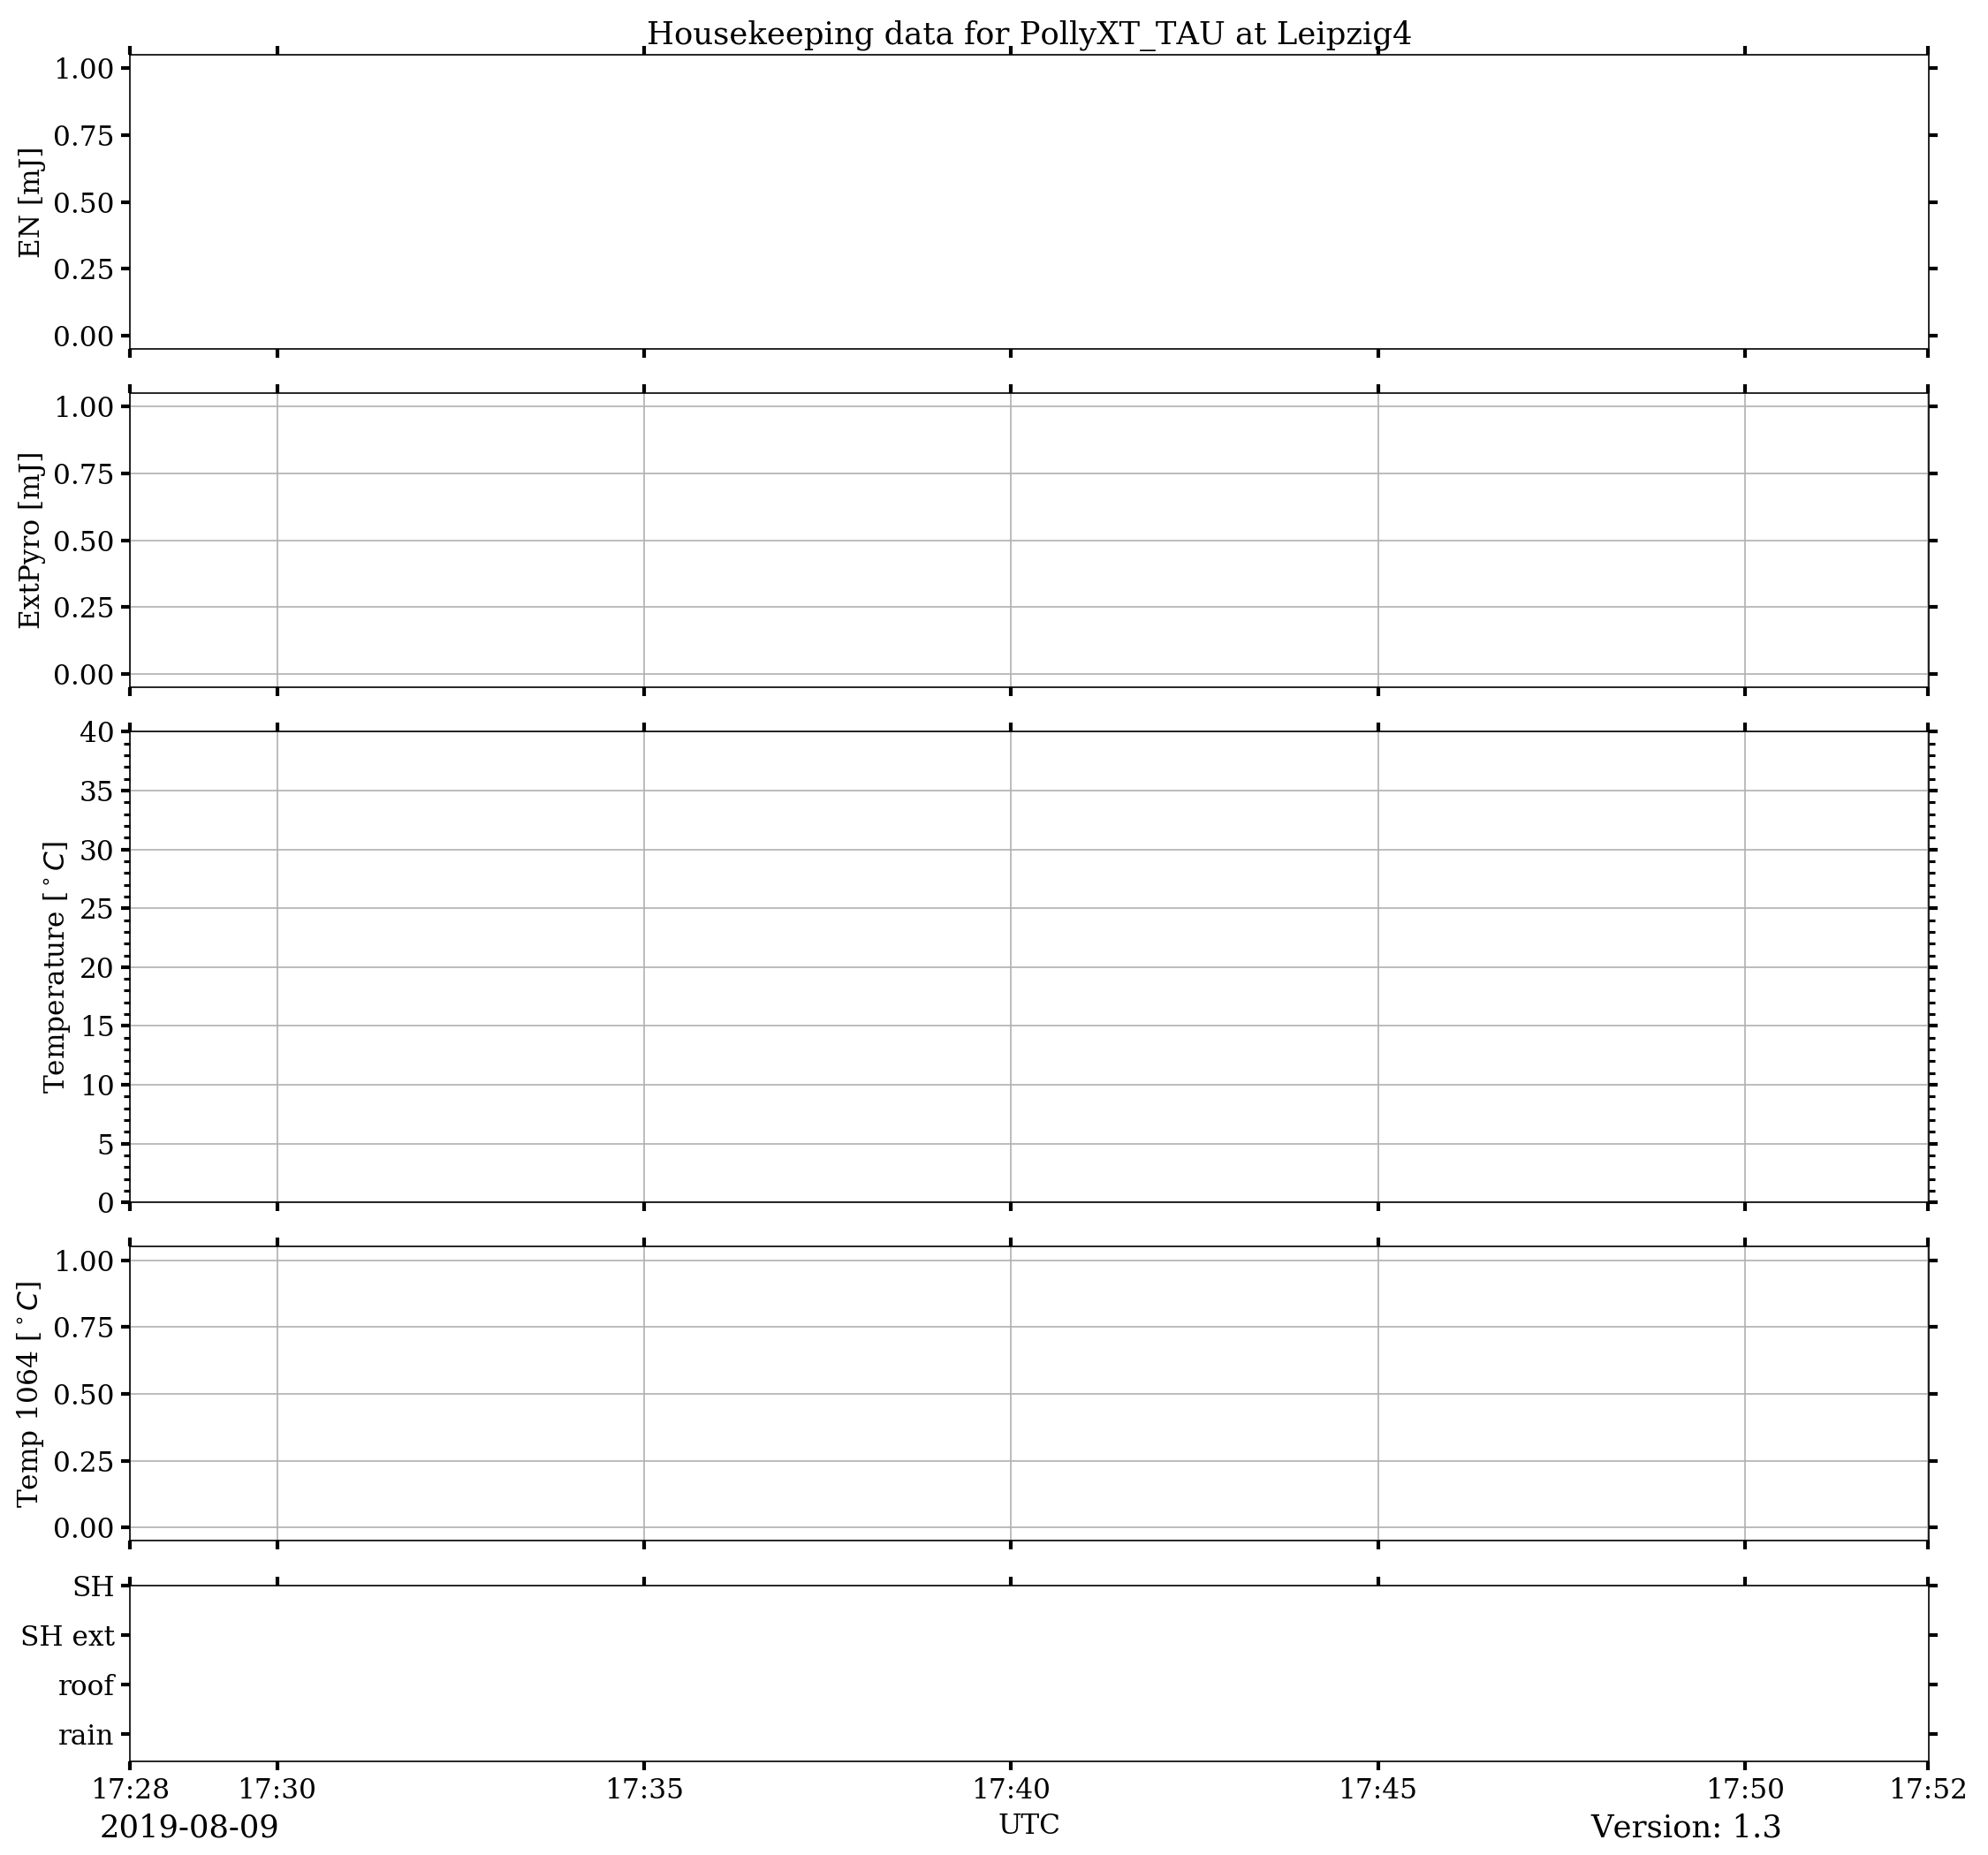 Housekeeping data for PollyXT_TAU at Leipzig4
EN [mJ]
1.00
0.75
0.50
0.25
0.00
ExtPyro [mJ]
1.00
0.75
0.50
0.25
0.00
Temperature [°C]
40
35
30
25
20
15
10
5
0
Temp 1064 [°C]
1.00
0.75
0.50
0.25
0.00
SH
SH ext
roof
rain
17:28 17:30 17:35 17:40 17:45 17:50 17:52
2019-08-09 UTC Version: 1.3